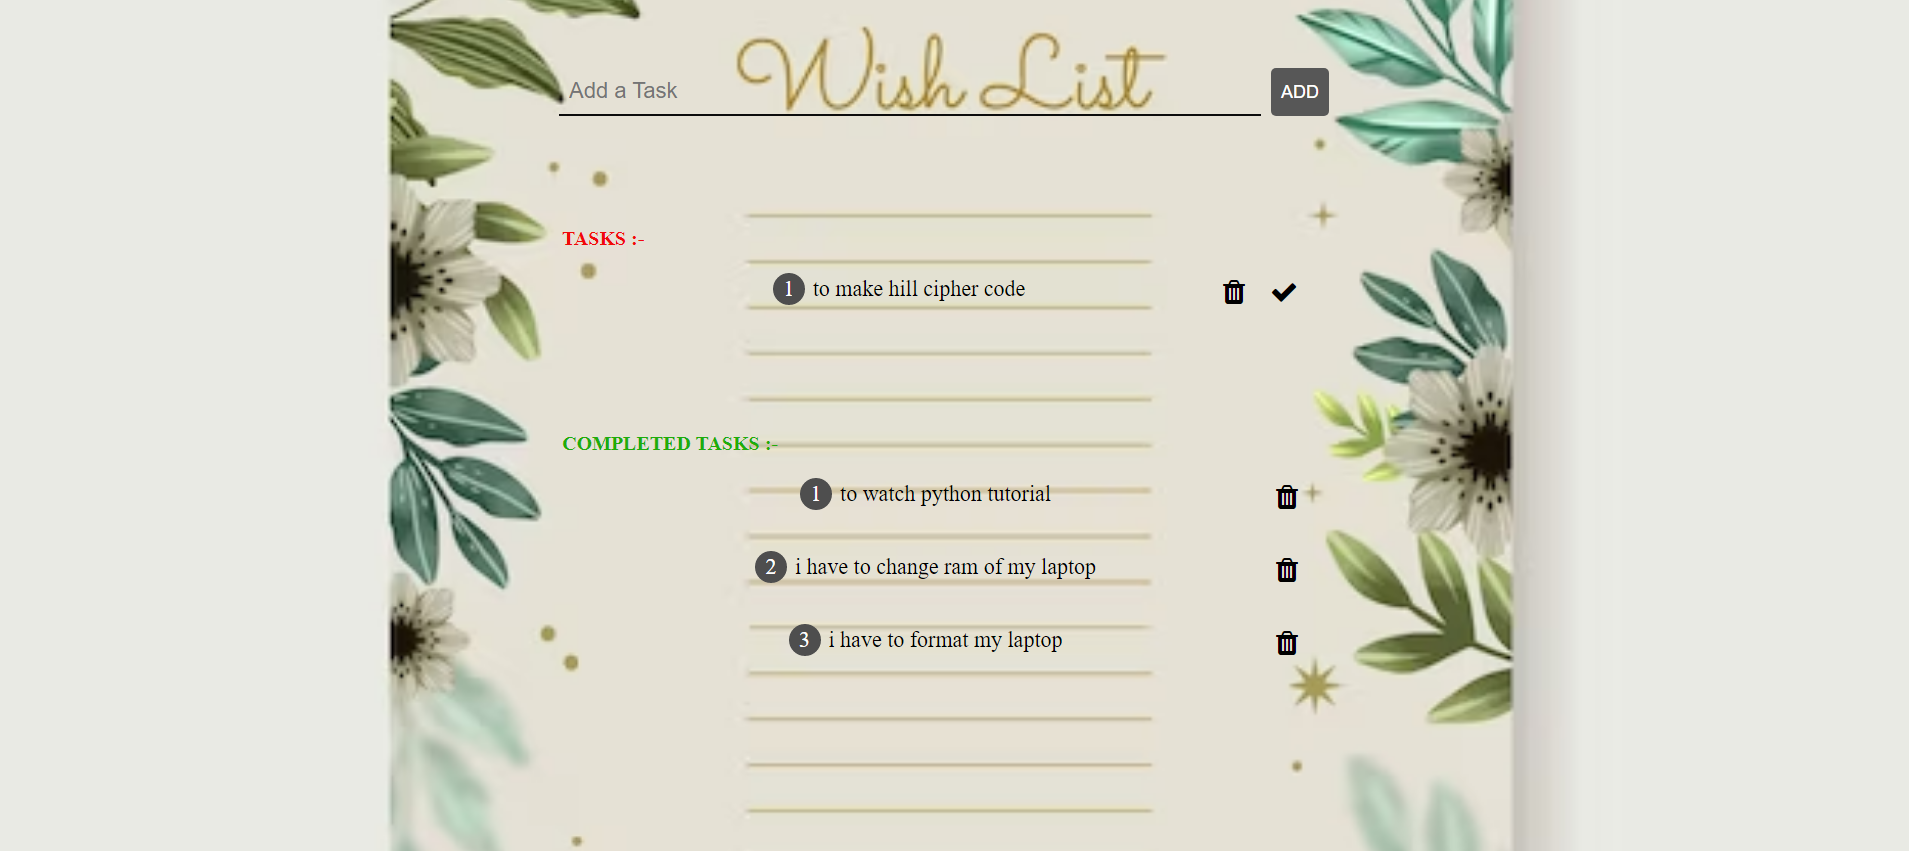 Wish List
Add a Task
ADD
TASKS :-
1 to make hill cipher code
COMPLETED TASKS :-
1 to watch python tutorial
2 i have to change ram of my laptop
3 i have to format my laptop